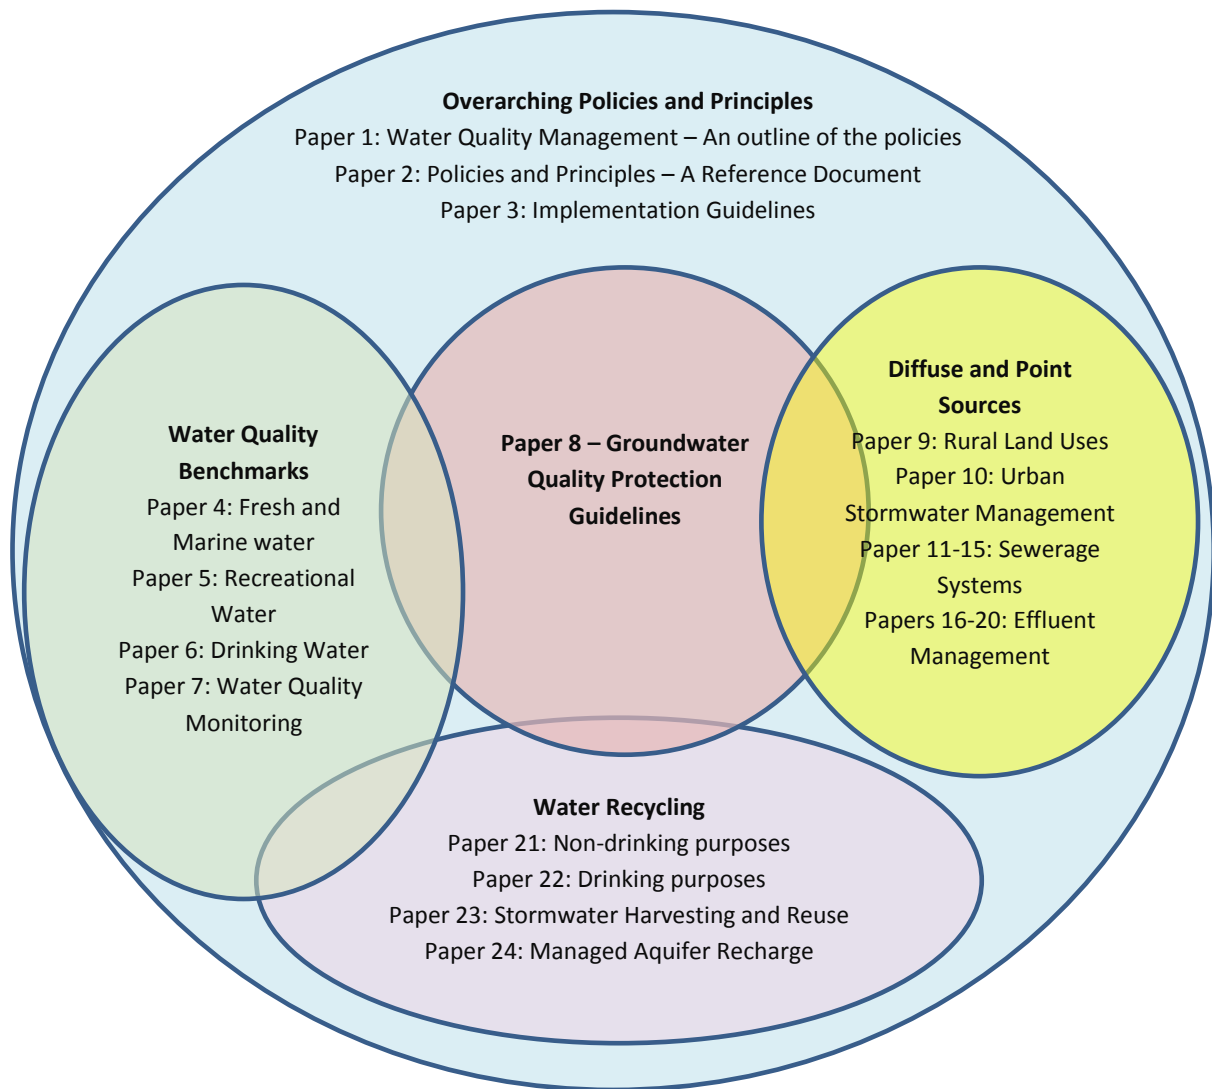 Overarching Policies and Principles
Paper 1: Water Quality Management – An outline of the policies
Paper 2: Policies and Principles – A Reference Document
Paper 3: Implementation Guidelines
Water Quality
Benchmarks
Paper 4: Fresh and
Marine water
Paper 5: Recreational
Water
Paper 6: Drinking Water
Paper 7: Water Quality
Monitoring
Paper 8 – Groundwater
Quality Protection
Guidelines
Diffuse and Point
Sources
Paper 9: Rural Land Uses
Paper 10: Urban
Stormwater Management
Paper 11-15: Sewerage
Systems
Papers 16-20: Effluent
Management
Water Recycling
Paper 21: Non-drinking purposes
Paper 22: Drinking purposes
Paper 23: Stormwater Harvesting and Reuse
Paper 24: Managed Aquifer Recharge